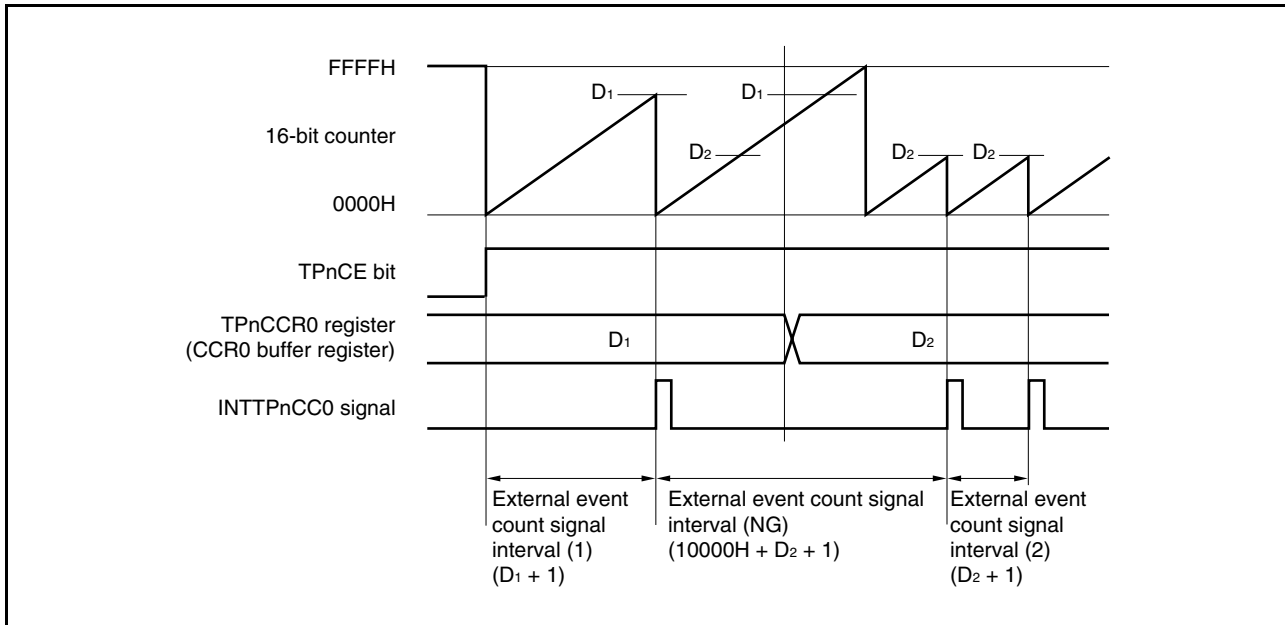 FFFFH
D1
D1
16-bit counter
D2
D2
D2
0000H
TPnCE bit
TPnCCR0 register
(CCR0 buffer register)
D1
D2
INTTPnCC0 signal
External event
count signal
interval (1)
(D1 + 1)
External event count signal
interval (NG)
(10000H + D2 + 1)
External event
count signal
interval (2)
(D2 + 1)